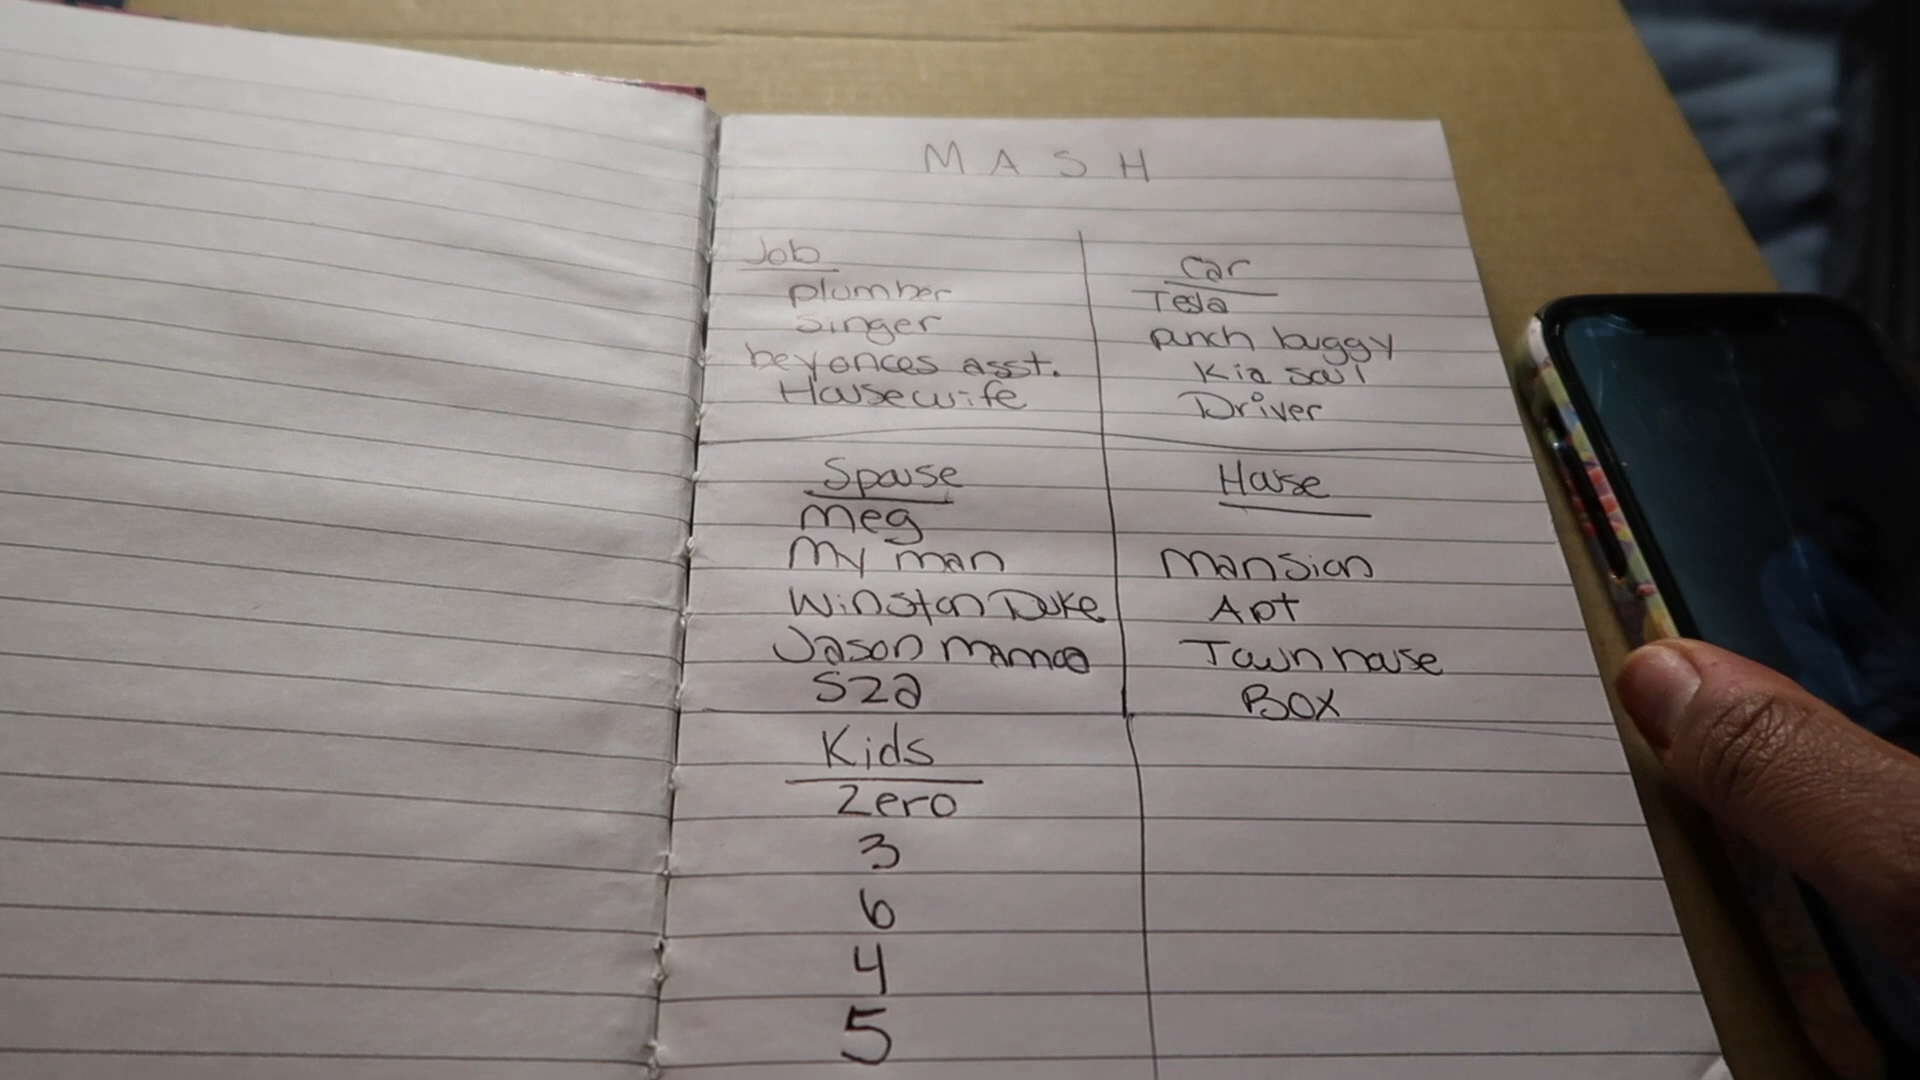 MASH
Job
plumber
singer
beyonces asst.
Housewife
Car
Tesla
punch buggy
Kia soul
Driver
Spouse
Meg
My man
Winston Duke
Jason Mamoa
SZA
House
Mansion
Apt
Town house
BOX
Kids
Zero
3
6
4
5